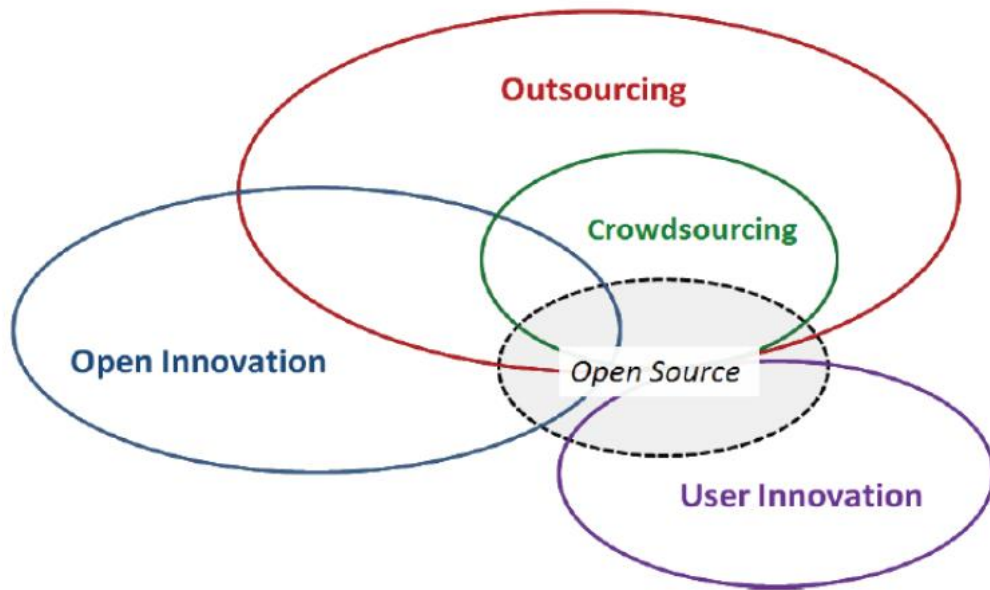 Outsourcing
Crowdsourcing
Open Innovation
Open Source
User Innovation